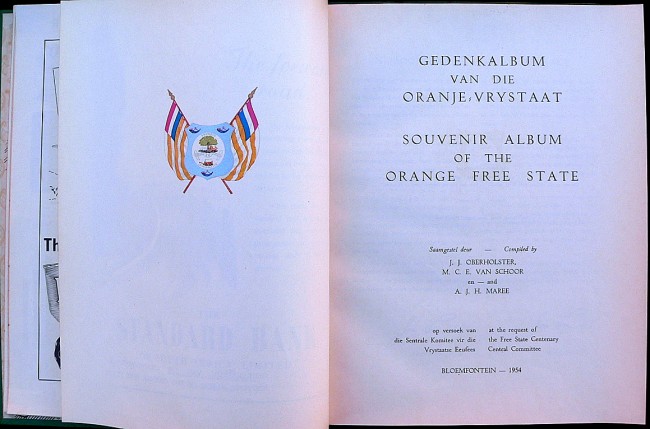 Th
GEDENKALBUM
VAN DIE
ORANJE-VRYSTAAT
SOUVENIR ALBUM
OF THE
ORANGE FREE STATE
Saamgestel deur — Compiled by
J. J. OBERHOLSTER,
M. C. E. VAN SCHOOR
en — and
A. J. H. MAREE
op versoek van
die Sentrale Komitee vir die
Vrystaatse Eeufees
at the request of
the Free State Centenary
Central Committee
BLOEMFONTEIN — 1954